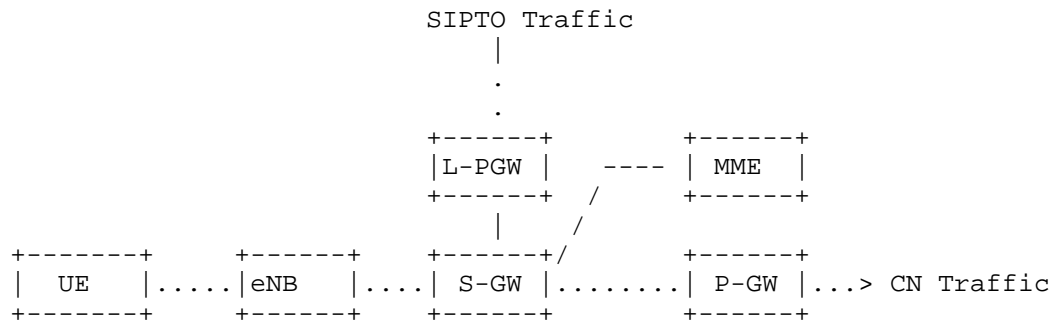 SIPTO Traffic
L-PGW MME
UE eNB S-GW P-GW ...> CN Traffic